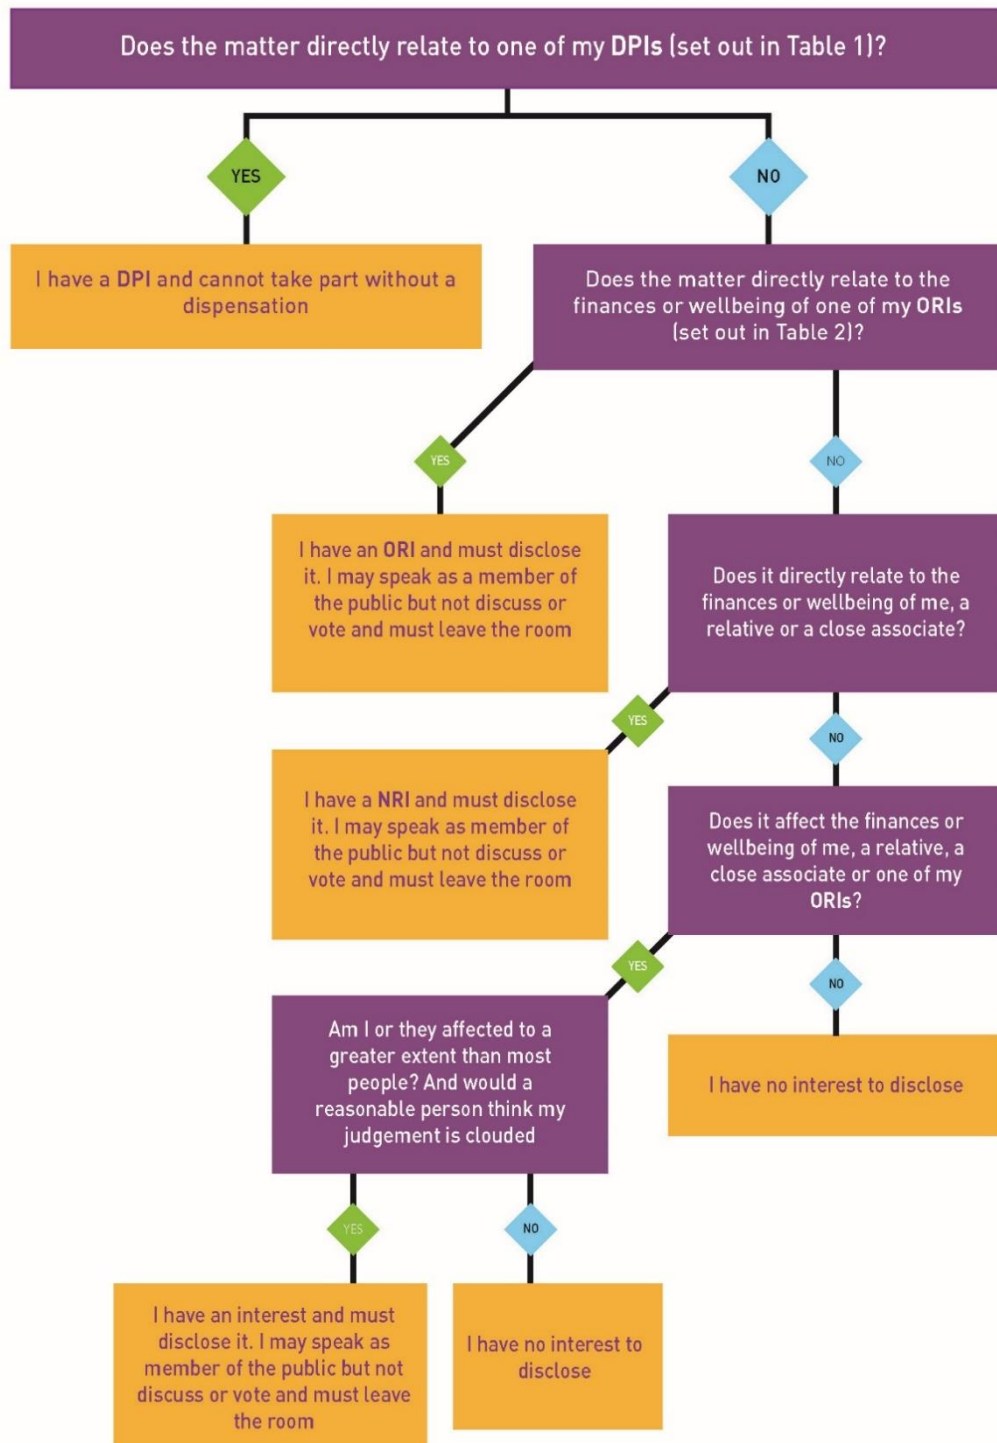 Does the matter directly relate to one of my DPIs (set out in Table 1)?
YES
NO
I have a DPI and cannot take part without a
dispensation
Does the matter directly relate to the
finances or wellbeing of one of my ORIs
(set out in Table 2)?
YES
NO
I have an ORI and must disclose
it. I may speak as a member of
the public but not discuss or
vote and must leave the room
Does it directly relate to the
finances or wellbeing of me, a
relative or a close associate?
YES
NO
I have a NRI and must disclose
it. I may speak as member of
the public but not discuss or
vote and must leave the room
Does it affect the finances or
wellbeing of me, a relative, a
close associate or one of my
ORIs?
YES
NO
Am I or they affected to a
greater extent than most
people? And would a
reasonable person think my
judgement is clouded
I have no interest to disclose
YES
NO
I have an interest and must
disclose it. I may speak as
member of the public but not
discuss or vote and must leave
the room
I have no interest to
disclose